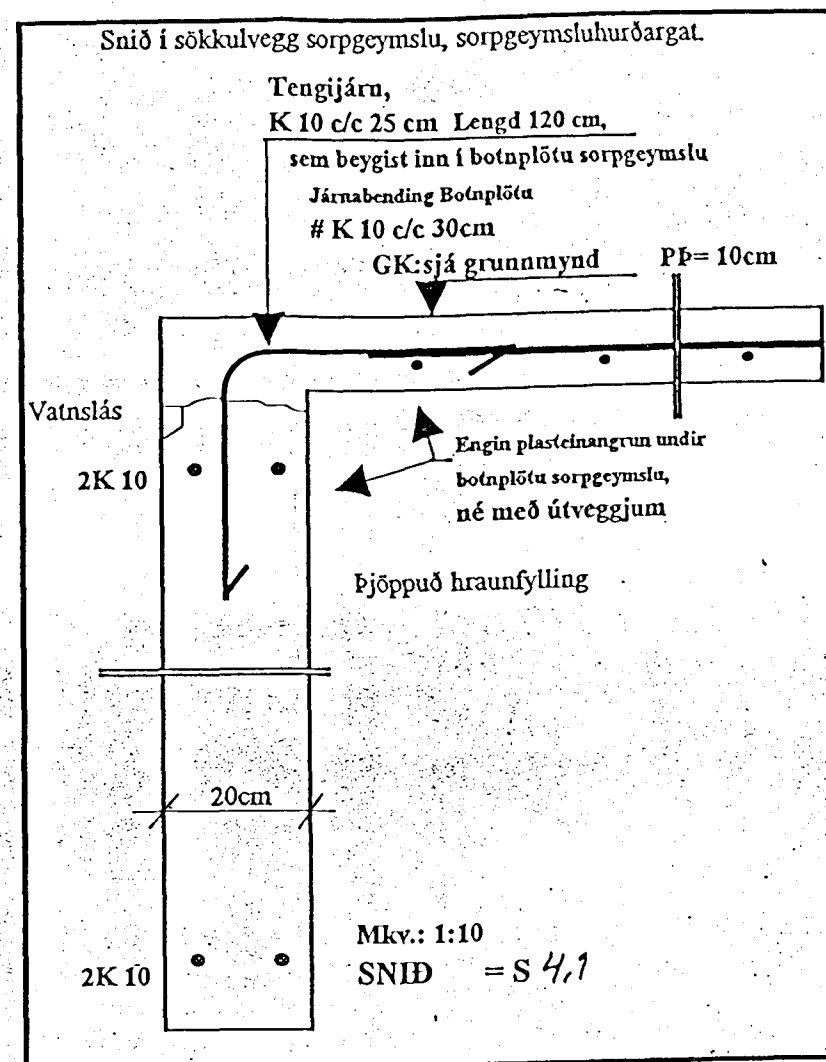 Snið í sökkulvegg sorpgeymslu, sorpgeymsluhurðargat.
Tengijárn,
K 10 c/c 25 cm Lengd 120 cm,
sem beygist inn í botnplötu sorpgeymslu
Járnabending Botnplötu
# K 10 c/c 30cm
GK:sjá grunnmynd
PÞ= 10cm
Vatnslás
2K 10
Engin plasteinangrun undir
botnplötu sorpgeymslu,
né með útveggjum
Þjöppuð hraunfylling
20cm
Mkv.: 1:10
2K 10
SNIÐ = S 4,1